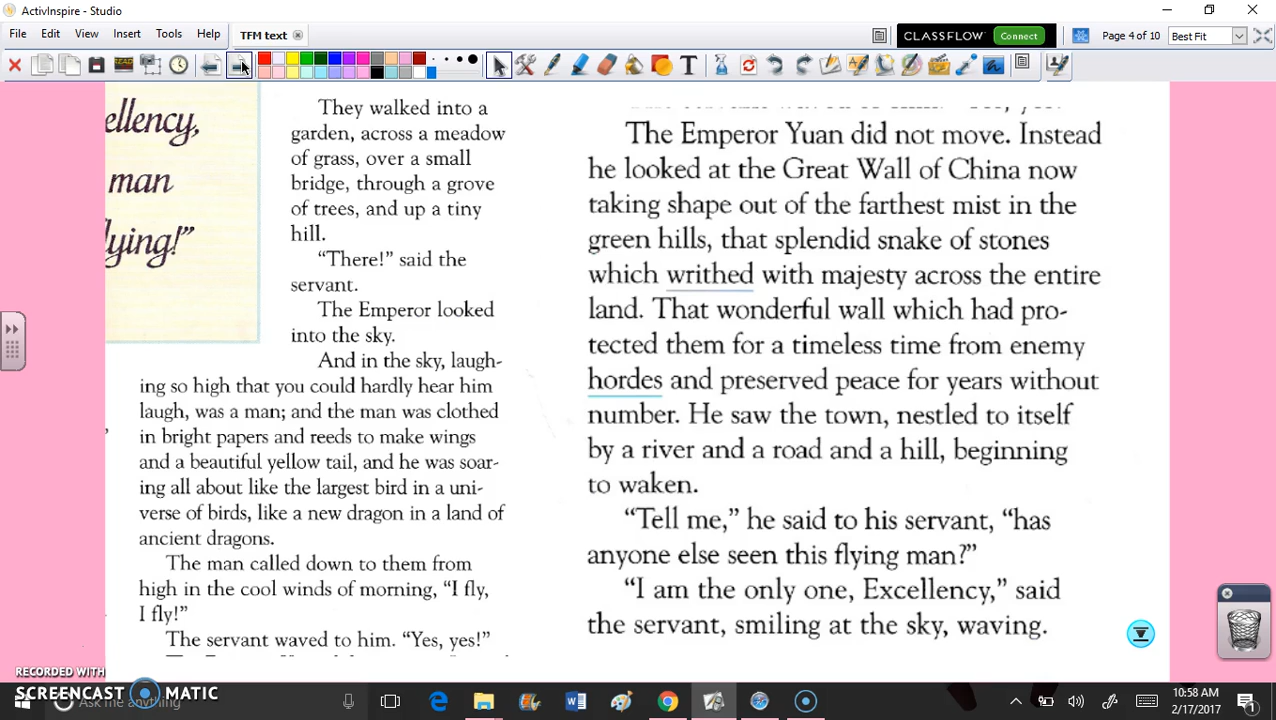 ActivInspire - Studio
File Edit View Insert Tools Help TFM text
CLASSFLOW Connect Page 4 of 10 Best Fit
ellency,
man
lying!”
They walked into a
garden, across a meadow
of grass, over a small
bridge, through a grove
of trees, and up a tiny
hill.
“There!” said the
servant.
The Emperor looked
into the sky.
And in the sky, laugh-
ing so high that you could hardly hear him
laugh, was a man; and the man was clothed
in bright papers and reeds to make wings
and a beautiful yellow tail, and he was soar-
ing all about like the largest bird in a uni-
verse of birds, like a new dragon in a land of
ancient dragons.
The man called down to them from
high in the cool winds of morning, “I fly,
I fly!”
The servant waved to him. “Yes, yes!”
The Emperor Yuan did not move. Instead
he looked at the Great Wall of China now
taking shape out of the farthest mist in the
green hills, that splendid snake of stones
which writhed with majesty across the entire
land. That wonderful wall which had pro-
tected them for a timeless time from enemy
hordes and preserved peace for years without
number. He saw the town, nestled to itself
by a river and a road and a hill, beginning
to waken.
“Tell me,” he said to his servant, “has
anyone else seen this flying man?”
“I am the only one, Excellency,” said
the servant, smiling at the sky, waving.
RECORDED WITH
SCREENCAST MATIC
Ask me anything
10:58 AM
2/17/2017